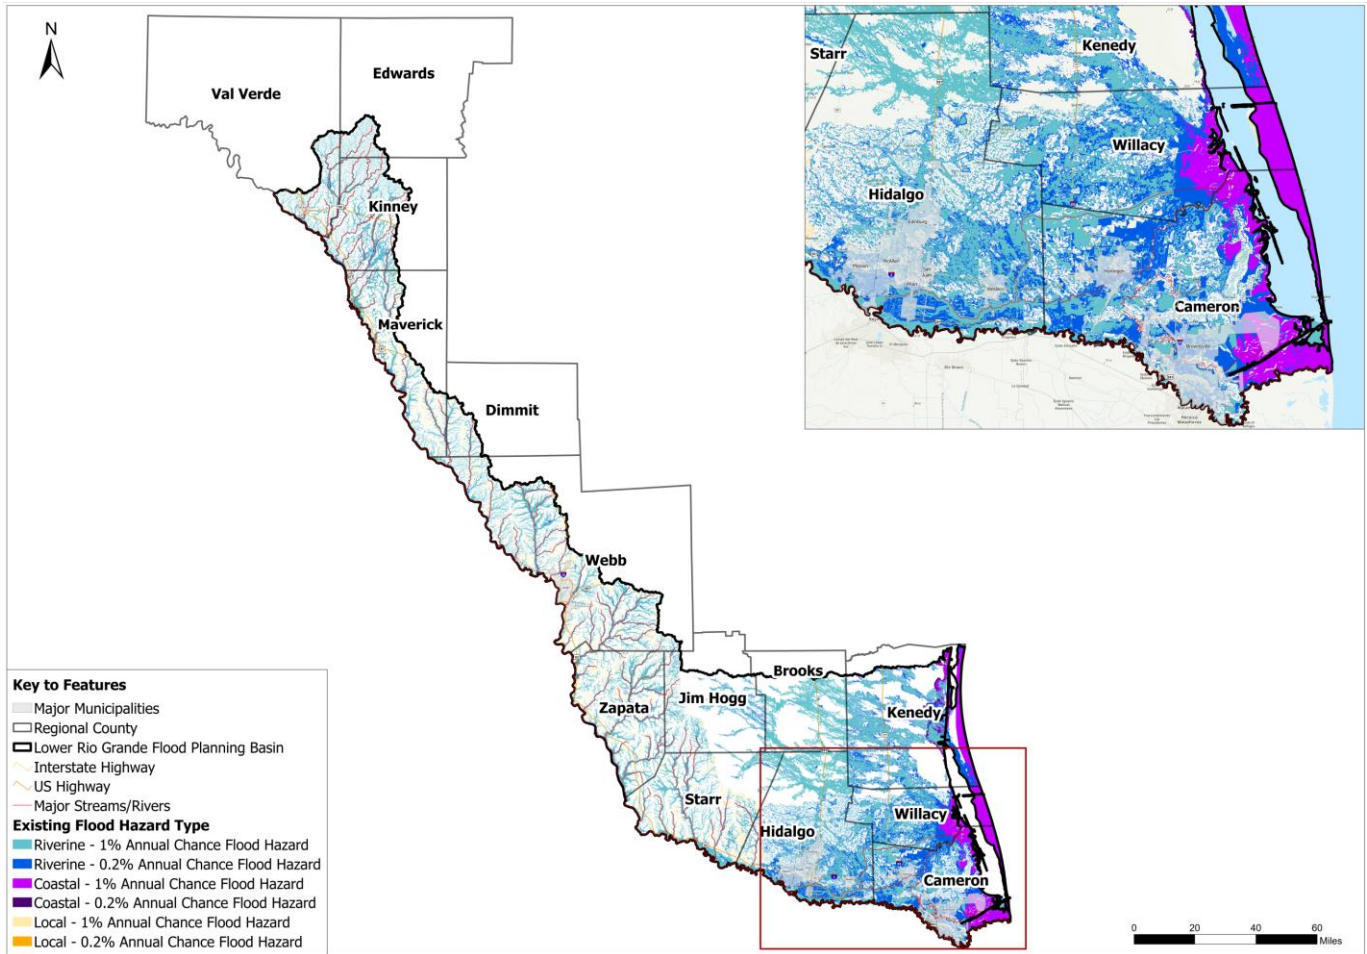 N
Val Verde
Edwards
Kinney
Maverick
Dimmit
Webb
Zapata
Jim Hogg
Brooks
Kenedy
Starr
Hidalgo
Willacy
Cameron
Starr
Kenedy
Willacy
Hidalgo
Edinburg
McAllen
Harlingen
Brownsville
Cameron
Key to Features
Major Municipalities
Regional County
Lower Rio Grande Flood Planning Basin
Interstate Highway
US Highway
Major Streams/Rivers
Existing Flood Hazard Type
Riverine - 1% Annual Chance Flood Hazard
Riverine - 0.2% Annual Chance Flood Hazard
Coastal - 1% Annual Chance Flood Hazard
Coastal - 0.2% Annual Chance Flood Hazard
Local - 1% Annual Chance Flood Hazard
Local - 0.2% Annual Chance Flood Hazard
0 20 40 60
Miles